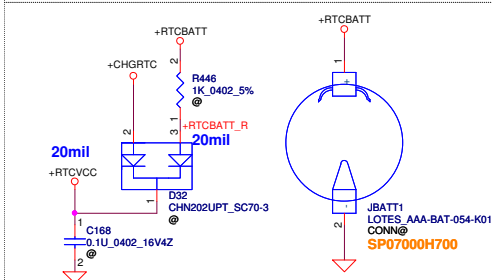 +RTCBATT
+RTCBATT
+CHGRTC
2
R446
1K_0402_5%
@
1
1
+RTCBATT_R
2
3
20mil
20mil
+
+RTCVCC
1
D32
CHN202UPT_SC70-3
@
1
C168
0.1U_0402_16V4Z
@
2
-
2
JBATT1
LOTES_AAA-BAT-054-K01
CONN@
SP07000H700